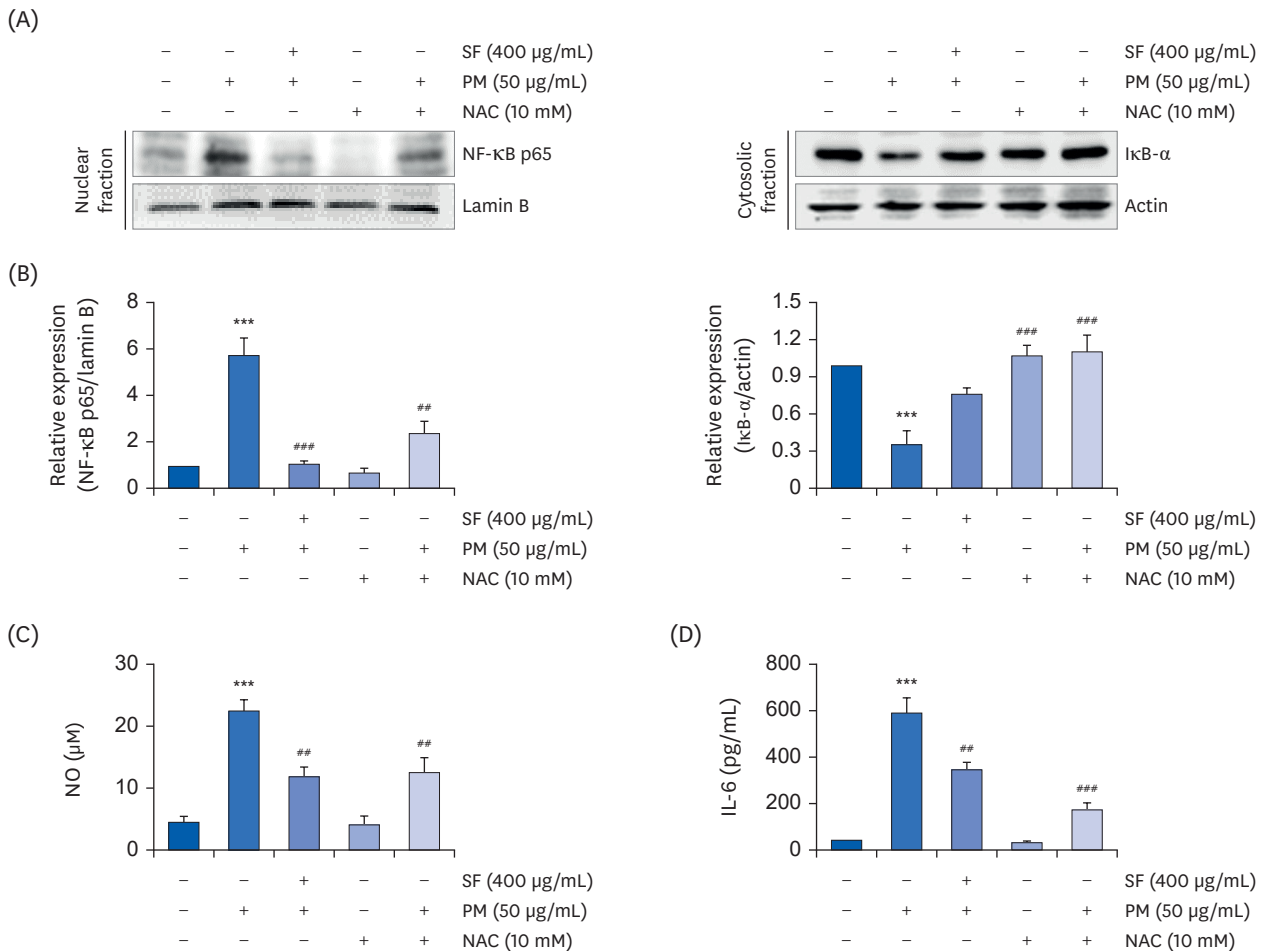 (A)
– – + – – SF (400 µg/mL)
– + + – + PM (50 µg/mL)
– – – + + NAC (10 mM)
Nuclear fraction
NF-κB p65
Lamin B
– – + – – SF (400 µg/mL)
– + + – + PM (50 µg/mL)
– – – + + NAC (10 mM)
Cytosolic fraction
IκB-α
Actin
(B)
Relative expression
(NF-κB p65/lamin B)
8
6
4
2
0
***
###
##
– – + – – SF (400 µg/mL)
– + + – + PM (50 µg/mL)
– – – + + NAC (10 mM)
Relative expression
(IκB-α/actin)
1.5
1.2
0.9
0.6
0.3
0
***
###
###
– – + – – SF (400 µg/mL)
– + + – + PM (50 µg/mL)
– – – + + NAC (10 mM)
(C)
NO (µM)
30
20
10
0
***
##
##
– – + – – SF (400 µg/mL)
– + + – + PM (50 µg/mL)
– – – + + NAC (10 mM)
(D)
IL-6 (pg/mL)
800
600
400
200
0
***
##
###
– – + – – SF (400 µg/mL)
– + + – + PM (50 µg/mL)
– – – + + NAC (10 mM)